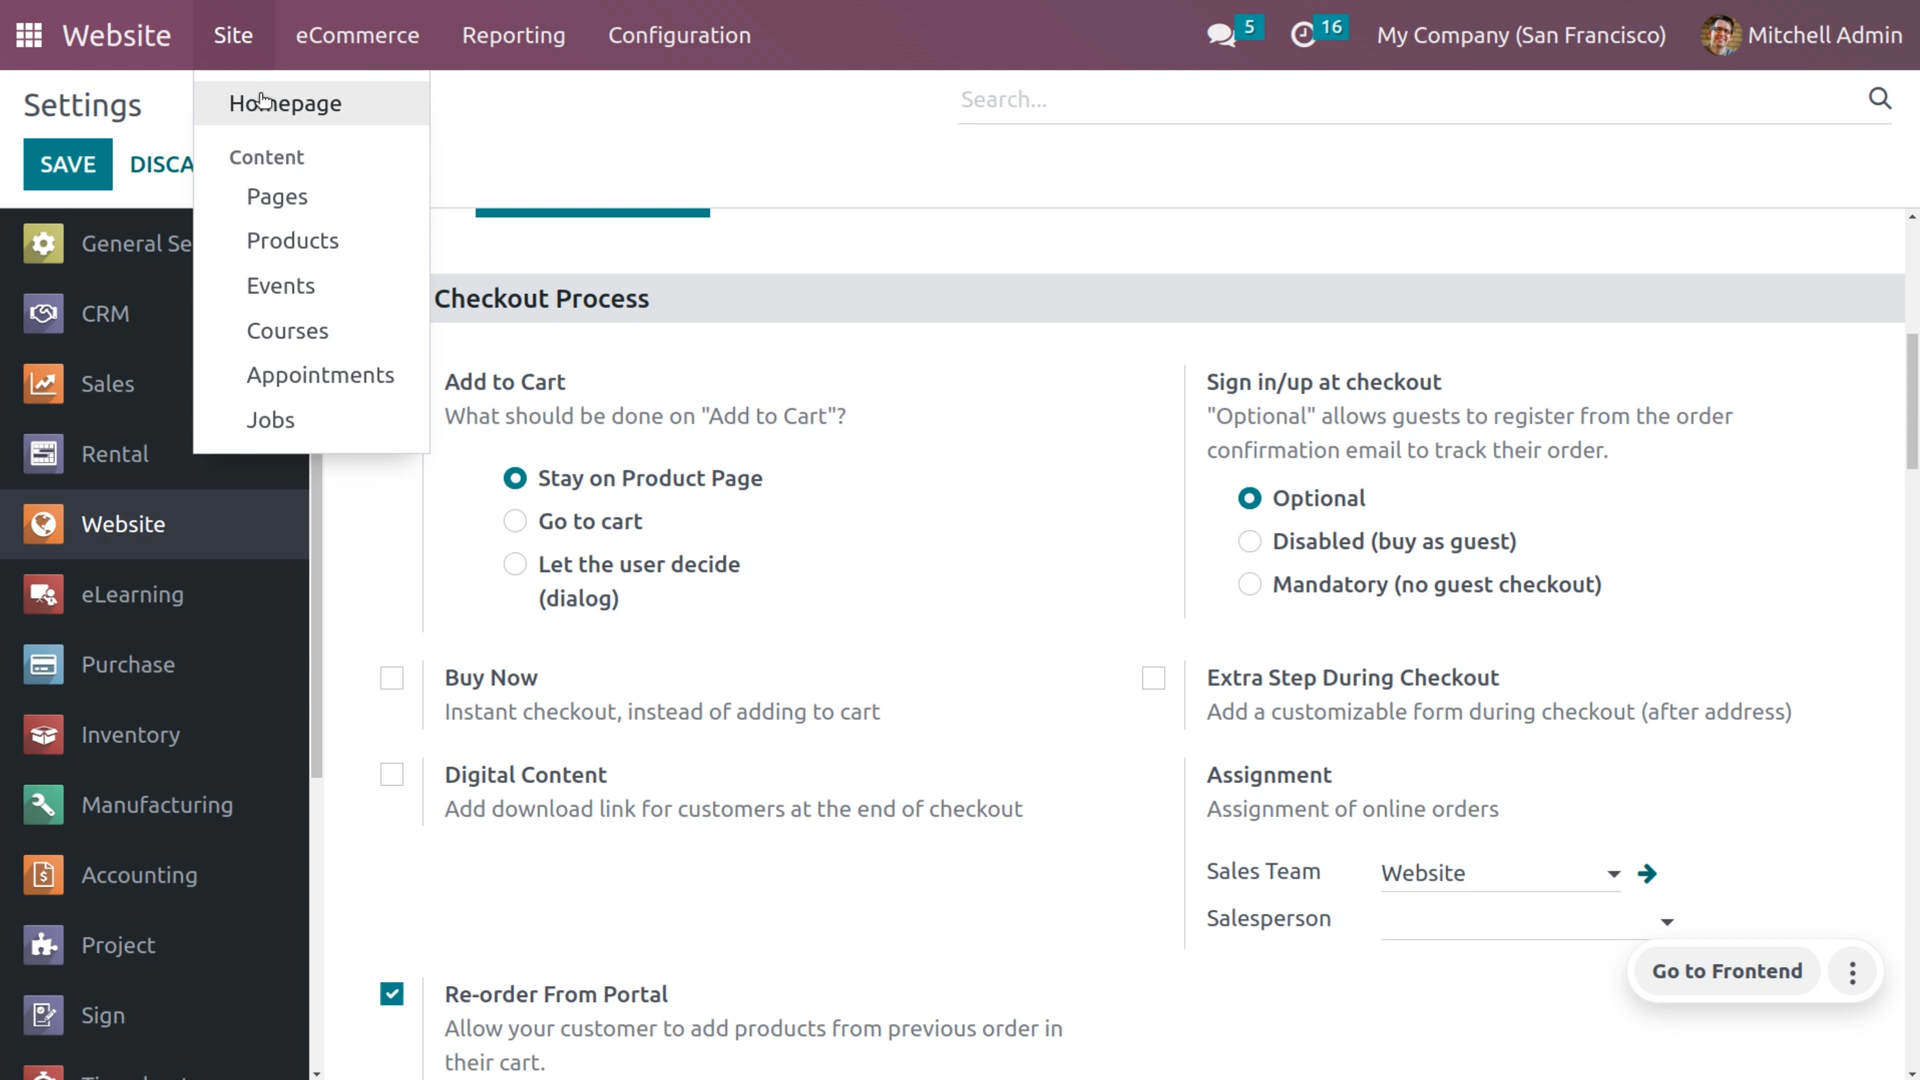 Website Site eCommerce Reporting Configuration 5 16 My Company (San Francisco) Mitchell Admin
Settings
Homepage
Search...
SAVE DISCA
Content
Pages
Products
Events
Courses
Appointments
Jobs
General Se
CRM
Sales
Rental
Website
eLearning
Purchase
Inventory
Manufacturing
Accounting
Project
Sign
Checkout Process
Add to Cart
What should be done on "Add to Cart"?
Stay on Product Page
Go to cart
Let the user decide
(dialog)
Sign in/up at checkout
"Optional" allows guests to register from the order
confirmation email to track their order.
Optional
Disabled (buy as guest)
Mandatory (no guest checkout)
Buy Now
Instant checkout, instead of adding to cart
Extra Step During Checkout
Add a customizable form during checkout (after address)
Digital Content
Add download link for customers at the end of checkout
Assignment
Assignment of online orders
Sales Team Website
Salesperson
Go to Frontend
Re-order From Portal
Allow your customer to add products from previous order in
their cart.